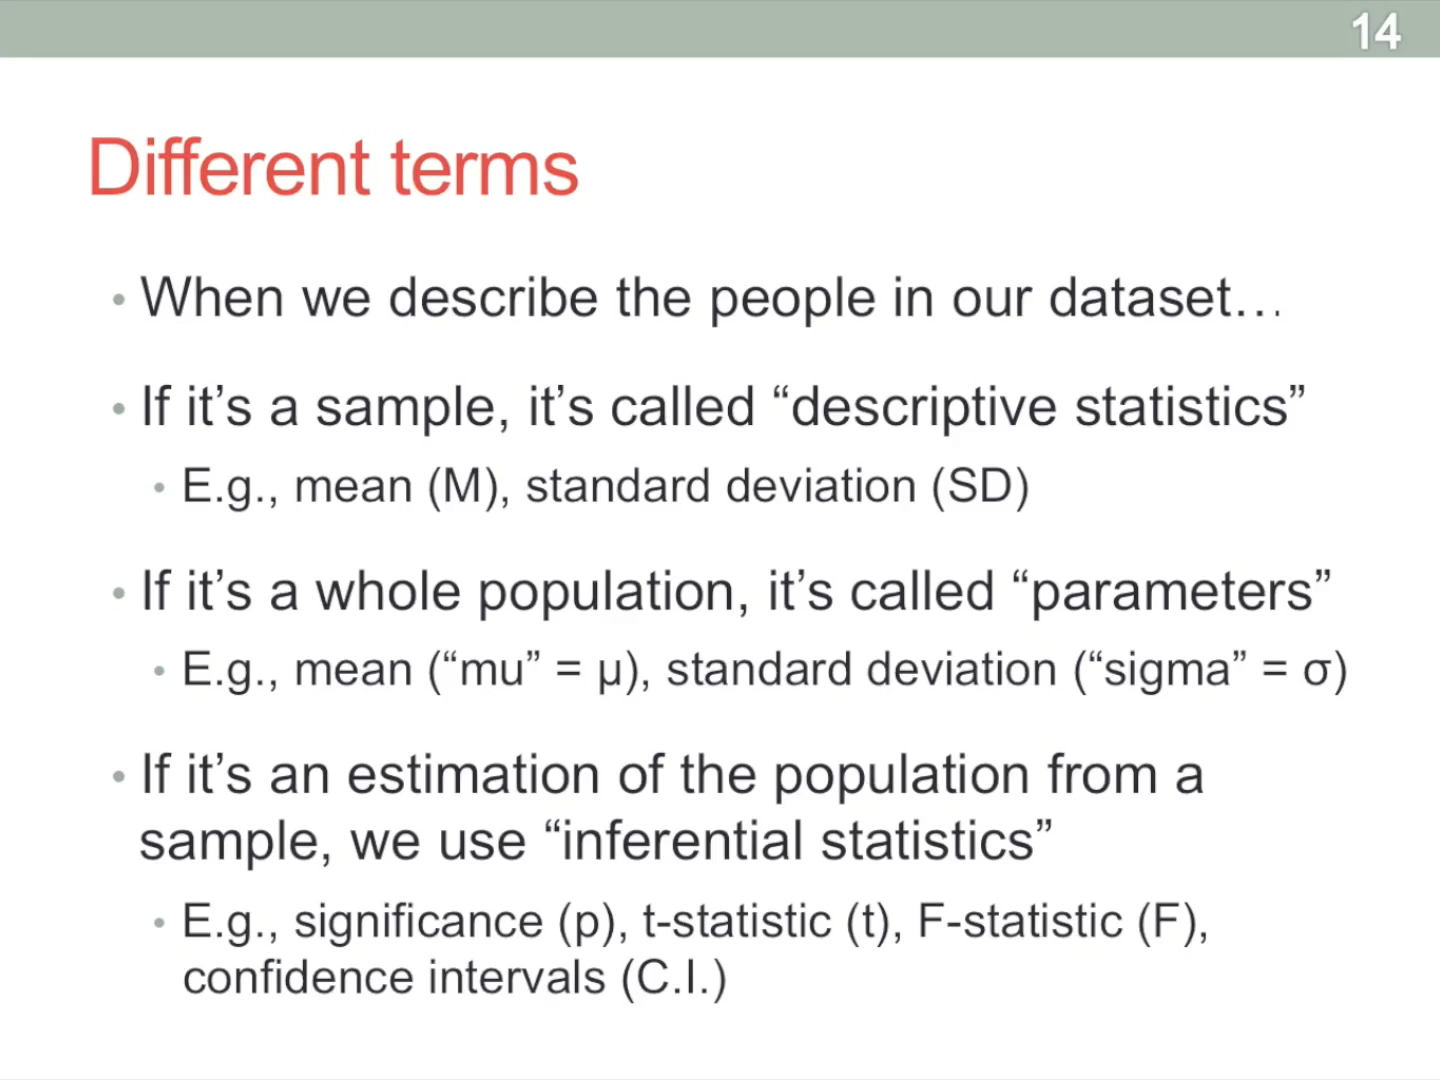 14
Different terms
• When we describe the people in our dataset…
• If it’s a sample, it’s called “descriptive statistics”
• E.g., mean (M), standard deviation (SD)
• If it’s a whole population, it’s called “parameters”
• E.g., mean (“mu” = μ), standard deviation (“sigma” = σ)
• If it’s an estimation of the population from a
sample, we use “inferential statistics”
• E.g., significance (p), t-statistic (t), F-statistic (F),
confidence intervals (C.I.)